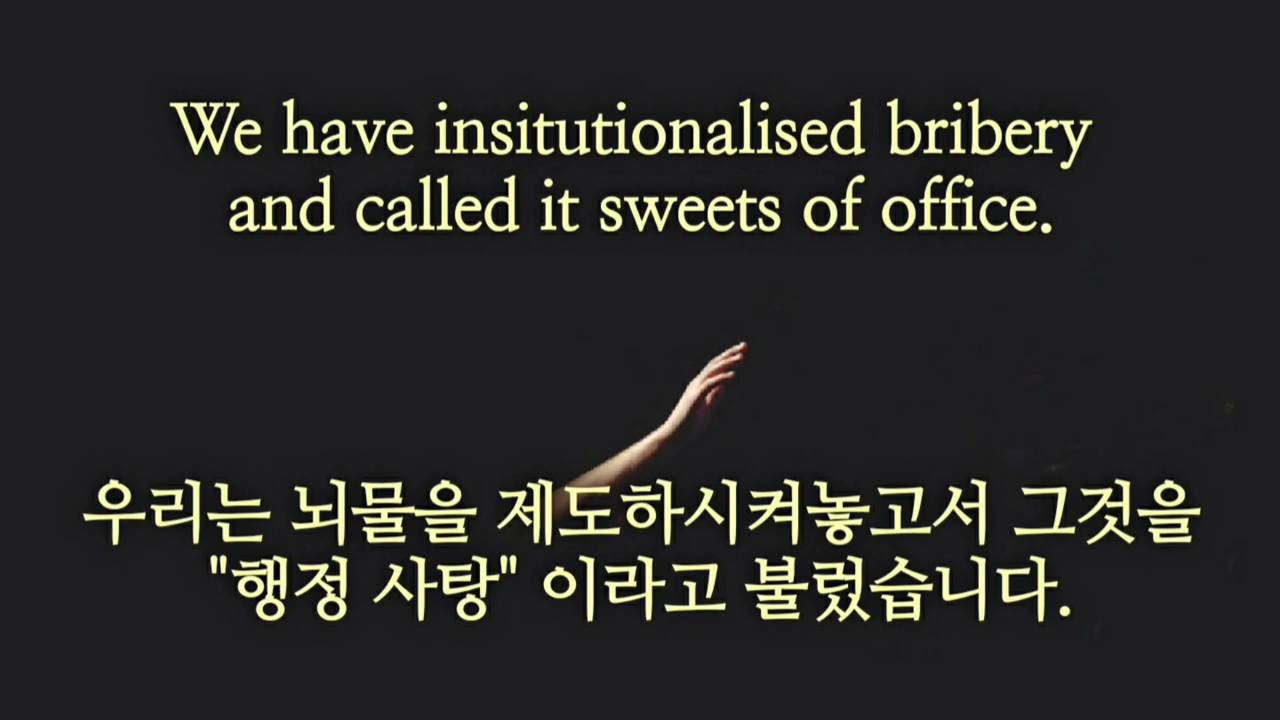 We have insitutionalised bribery
and called it sweets of office.
우리는 뇌물을 제도하시켜놓고서 그것을
"행정 사탕" 이라고 불렀습니다.